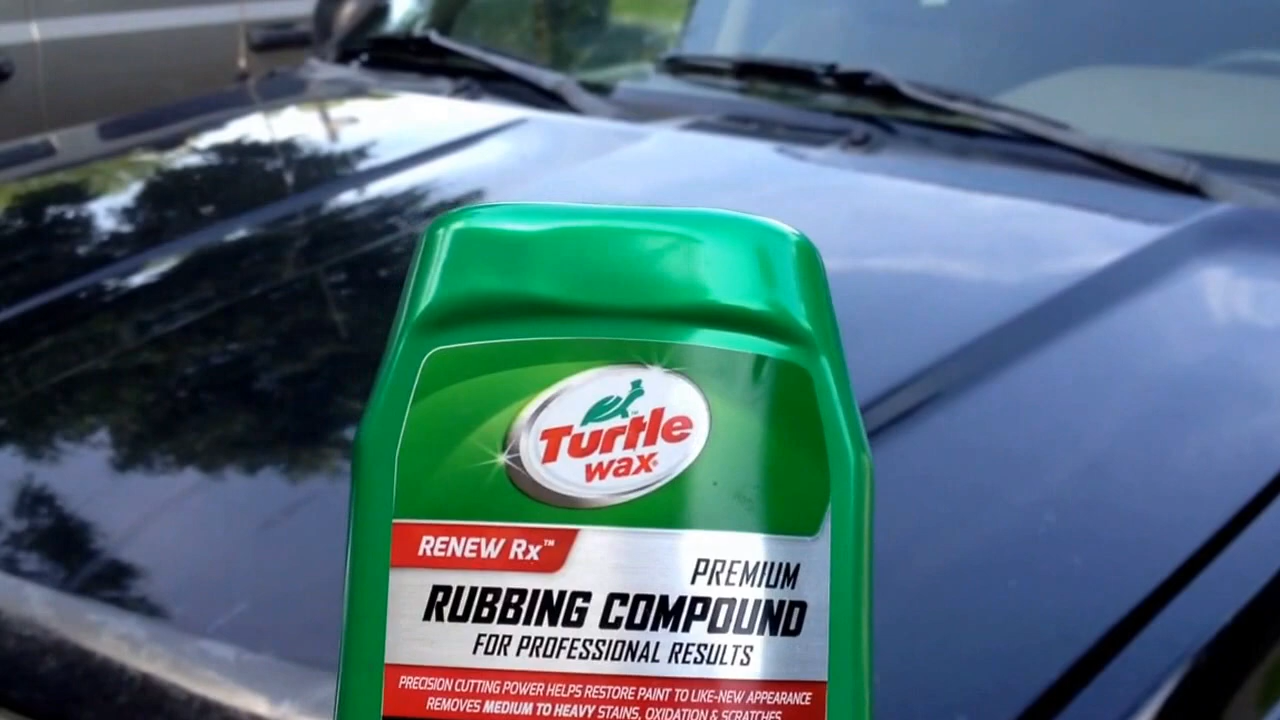 Turtle
wax
RENEW Rx™
PREMIUM
RUBBING COMPOUND
FOR PROFESSIONAL RESULTS
PRECISION CUTTING POWER HELPS RESTORE PAINT TO LIKE-NEW APPEARANCE
REMOVES MEDIUM TO HEAVY STAINS, OXIDATION & SCRATCHES